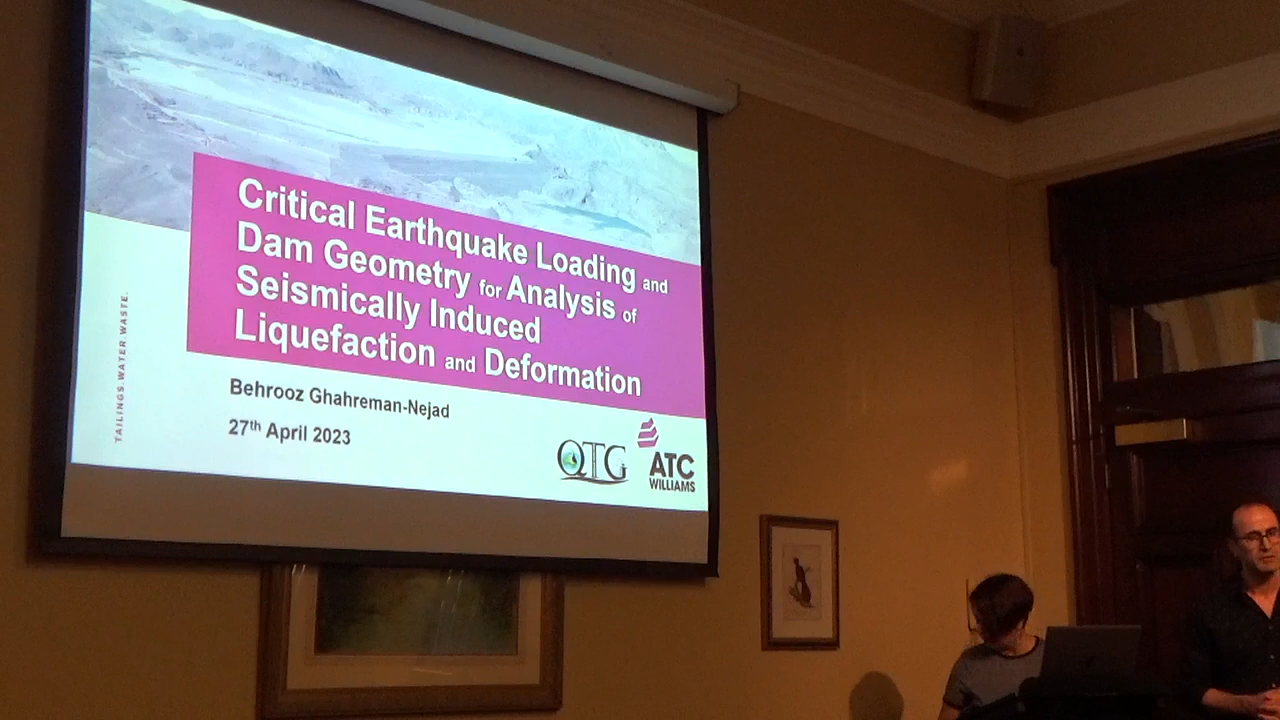 Critical Earthquake Loading and
Dam Geometry for Analysis of
Seismically Induced
Liquefaction and Deformation
TAILINGS.WATER.WASTE.
Behrooz Ghahreman-Nejad
27th April 2023
QTG
ATC
WILLIAMS